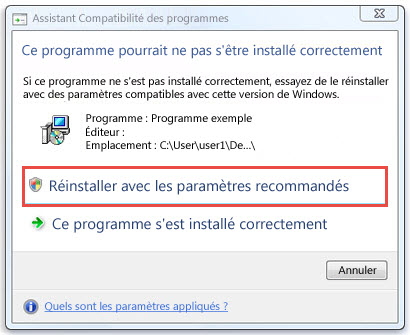 Assistant Compatibilité des programmes
Ce programme pourrait ne pas s'être installé correctement
Si ce programme ne s'est pas installé correctement, essayez de le réinstaller
avec des paramètres compatibles avec cette version de Windows.
Programme : Programme exemple
Éditeur :
Emplacement : C:\User\user1\De...\
Réinstaller avec les paramètres recommandés
Ce programme s'est installé correctement
Annuler
Quels sont les paramètres appliqués ?